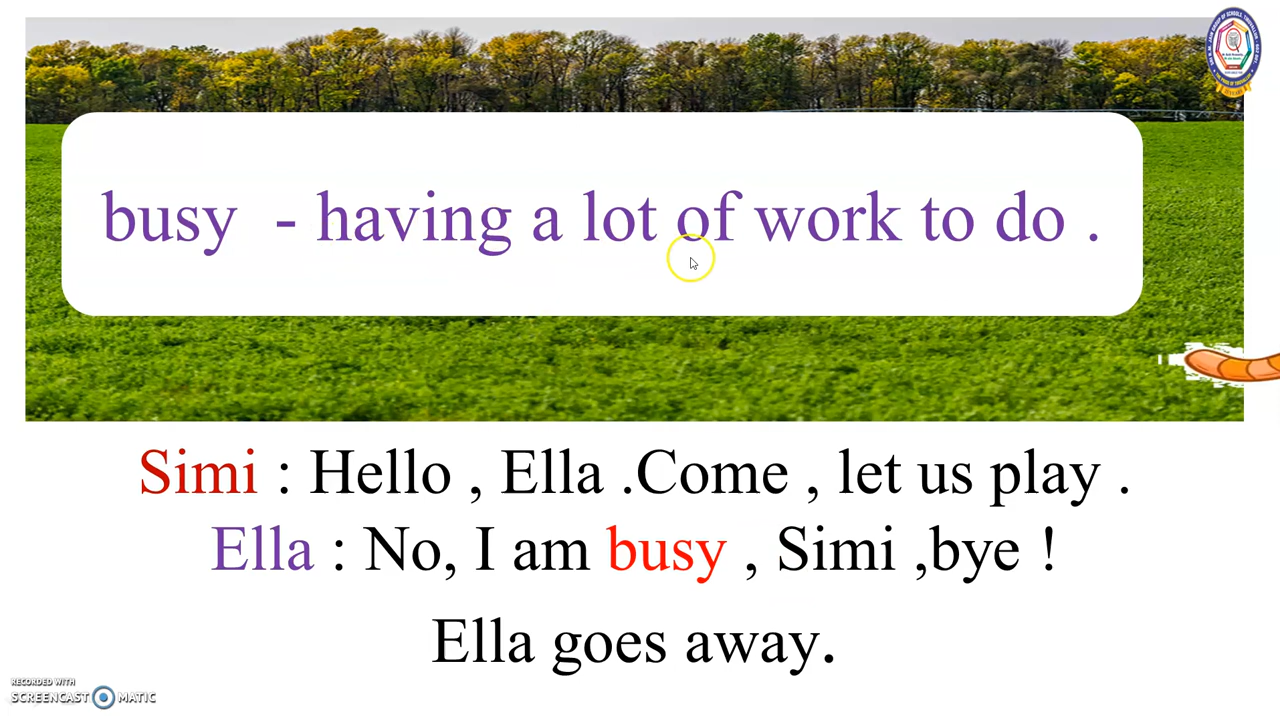 busy - having a lot of work to do .
Simi : Hello , Ella .Come , let us play .
Ella : No, I am busy , Simi ,bye !
Ella goes away.
RECORDED WITH
SCREENCAST MATIC